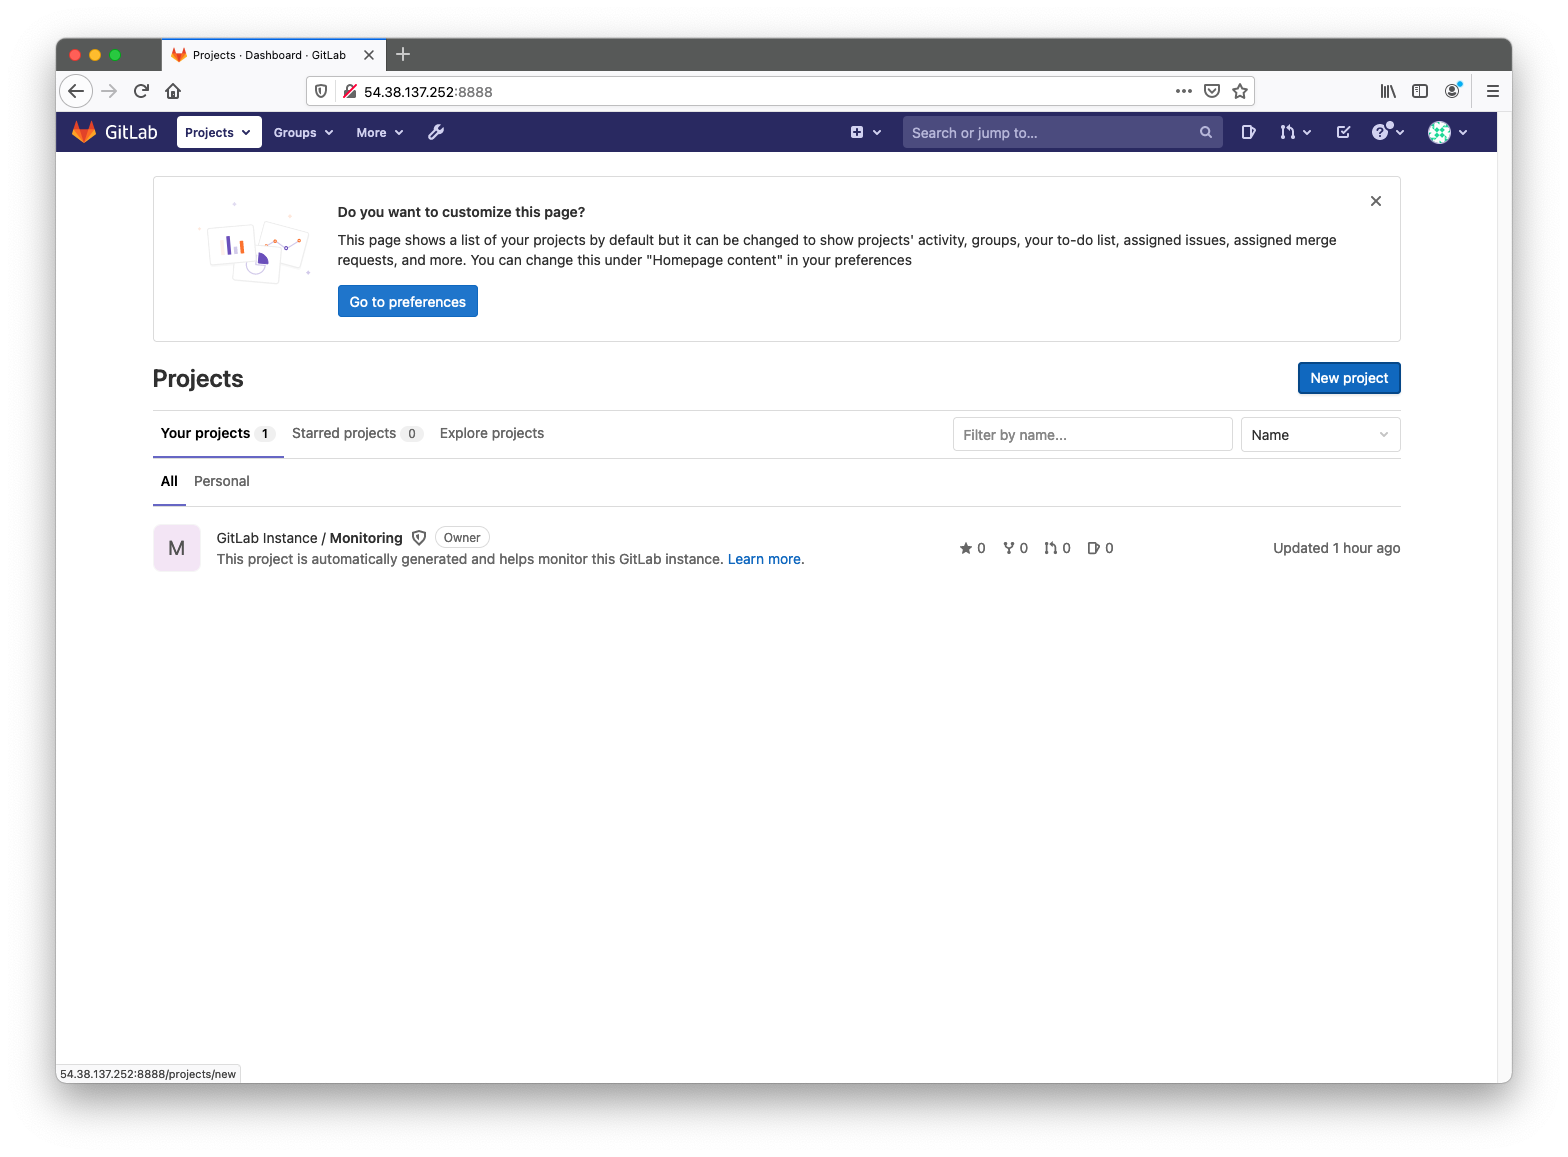 Projects · Dashboard · GitLab
54.38.137.252:8888
GitLab Projects Groups More Search or jump to...
Do you want to customize this page?
This page shows a list of your projects by default but it can be changed to show projects' activity, groups, your to-do list, assigned issues, assigned merge
requests, and more. You can change this under "Homepage content" in your preferences
Go to preferences
Projects
New project
Your projects 1 Starred projects 0 Explore projects Filter by name... Name
All Personal
M
GitLab Instance / Monitoring Owner
This project is automatically generated and helps monitor this GitLab instance. Learn more.
0 0 0 0 Updated 1 hour ago
54.38.137.252:8888/projects/new